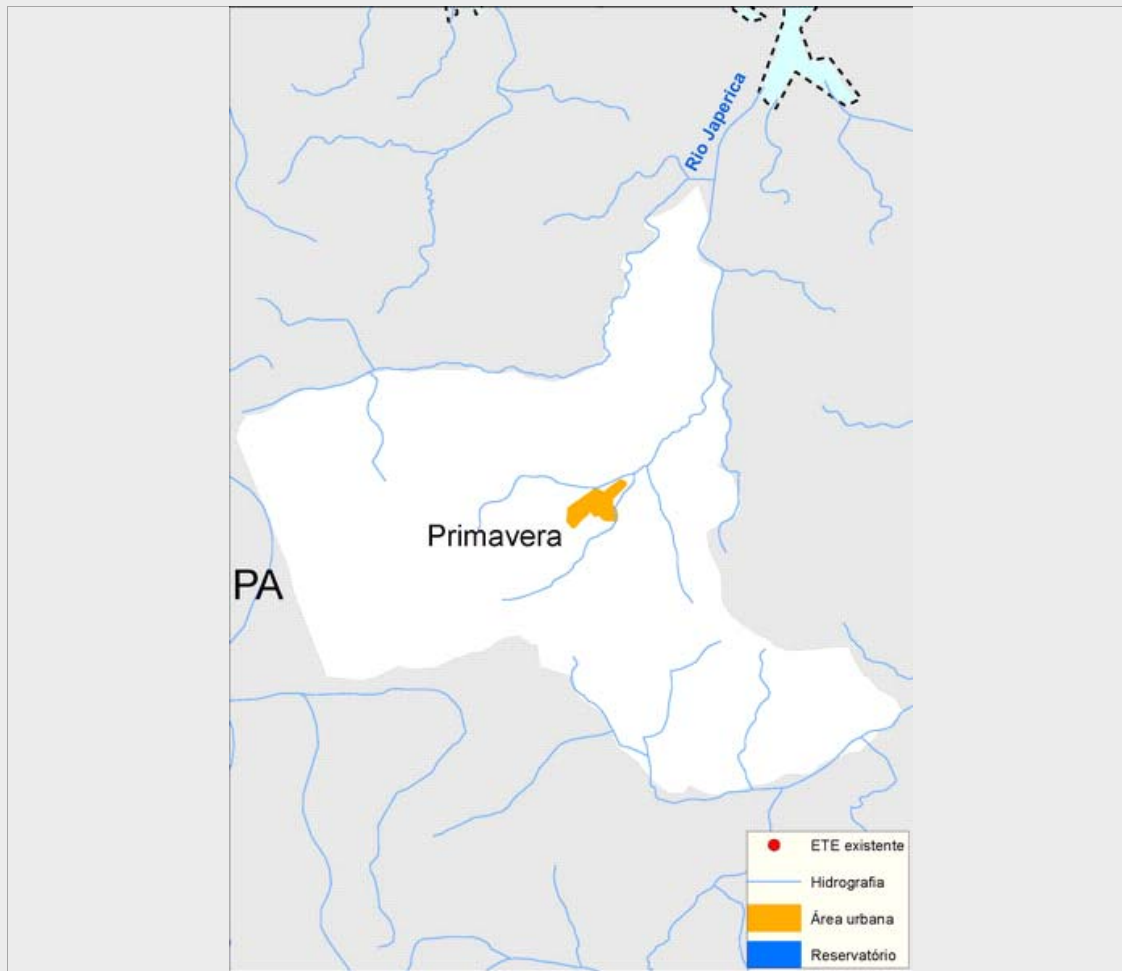 Rio Japerica
Primavera
PA
ETE existente
Hidrografia
Área urbana
Reservatório